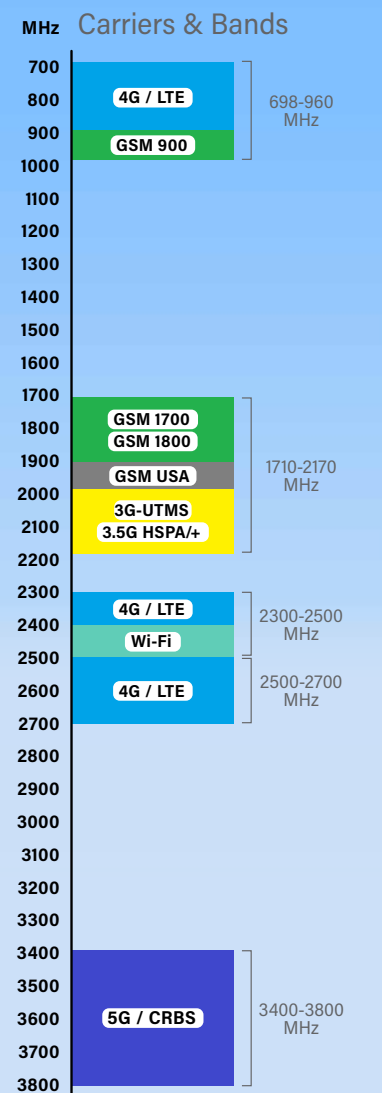 MHz Carriers & Bands
700
800
900
1000
1100
1200
1300
1400
1500
1600
1700
1800
1900
2000
2100
2200
2300
2400
2500
2600
2700
2800
2900
3000
3100
3200
3300
3400
3500
3600
3700
3800
4G / LTE
GSM 900
698-960
MHz
GSM 1700
GSM 1800
GSM USA
3G-UTMS
3.5G HSPA/+
1710-2170
MHz
4G / LTE
Wi-Fi
2300-2500
MHz
4G / LTE
2500-2700
MHz
5G / CRBS
3400-3800
MHz